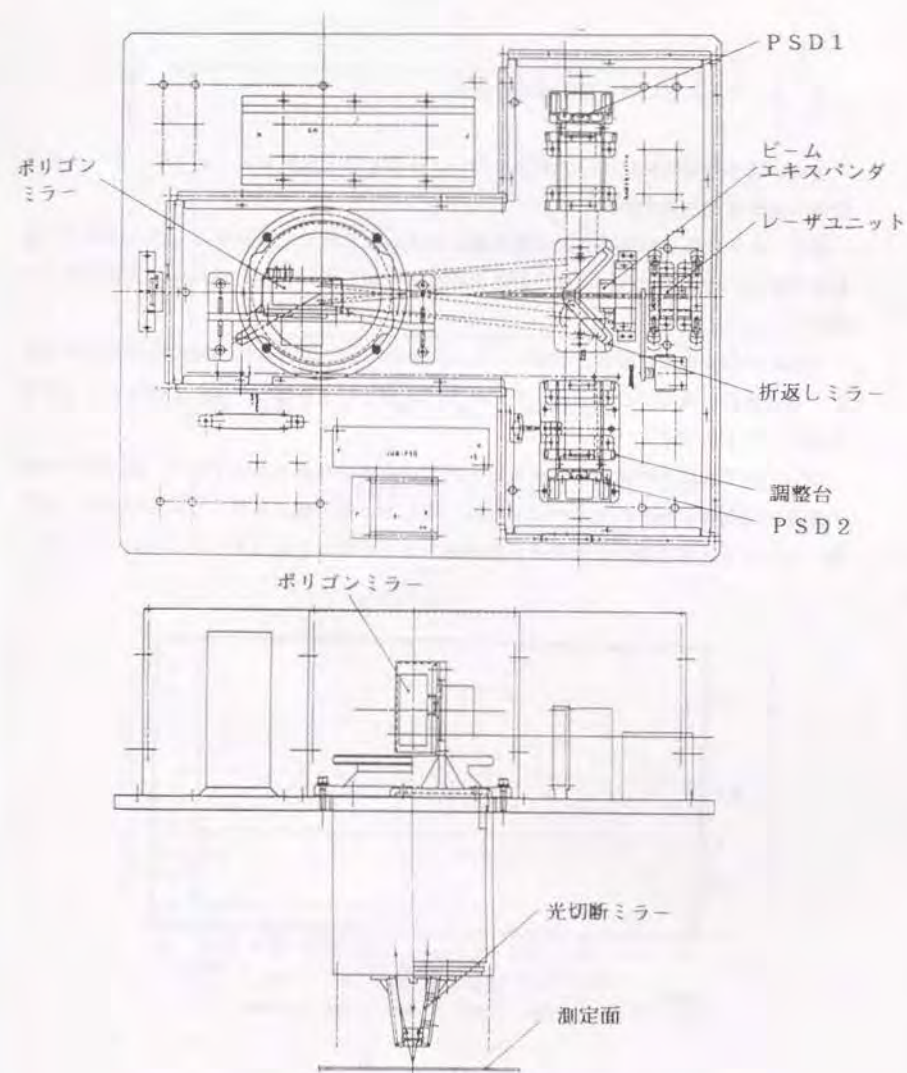 PSD1
ビーム
エキスパンダ
ポリゴン
ミラー
レーザユニット
折返しミラー
調整台
PSD2
ポリゴンミラー
光切断ミラー
測定面